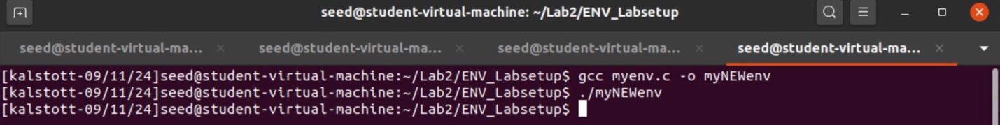 seed@student-virtual-machine: ~/Lab2/ENV_Labsetup
seed@student-virtual-ma... × seed@student-virtual-ma... × seed@student-virtual-ma... × seed@student-virtual-ma... ×
[kalstott-09/11/24]seed@student-virtual-machine:~/Lab2/ENV_Labsetup$ gcc myenv.c -o myNEWenv
[kalstott-09/11/24]seed@student-virtual-machine:~/Lab2/ENV_Labsetup$ ./myNEWenv
[kalstott-09/11/24]seed@student-virtual-machine:~/Lab2/ENV_Labsetup$